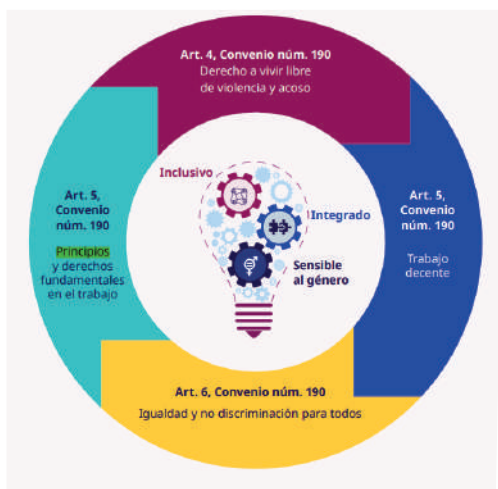 Art. 4, Convenio núm. 190
Derecho a vivir libre
de violencia y acoso
Inclusivo
Integrado
Sensible
al género
Art. 5,
Convenio
núm. 190
Principios
y derechos
fundamentales
en el trabajo
Art. 5,
Convenio
núm. 190
Trabajo
decente
Art. 6, Convenio núm. 190
Igualdad y no discriminación para todos